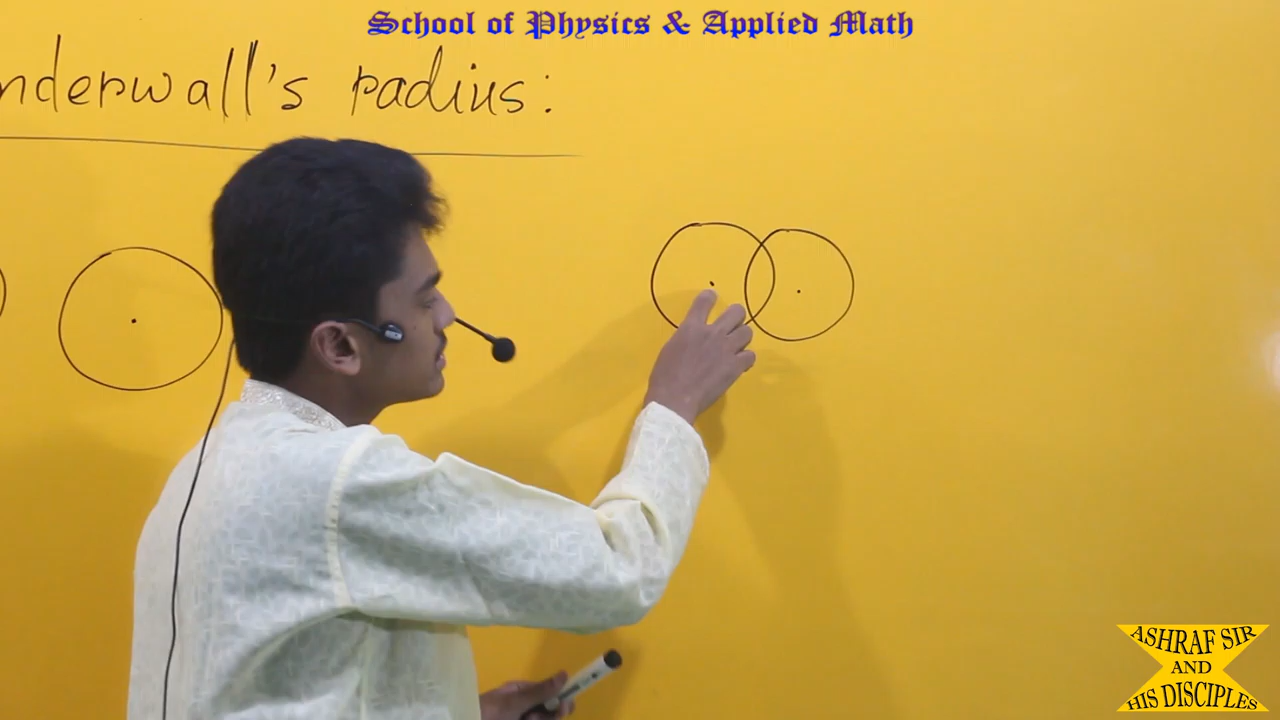 School of Physics & Applied Math
nderwall's radius:
ASHRAF SIR
AND
HIS DISCIPLES